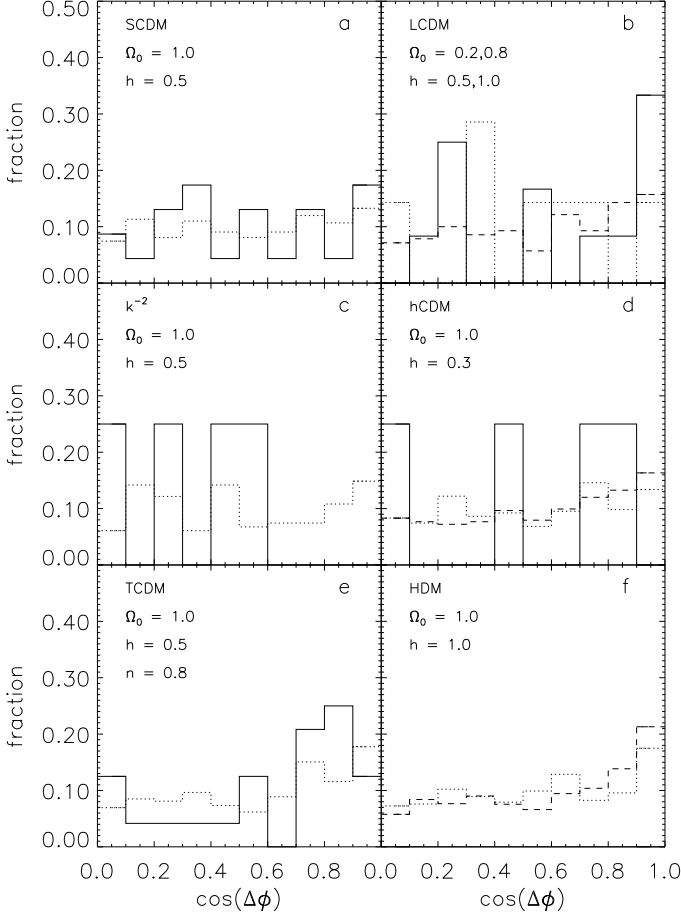 0.50
SCDM a
Ω₀ = 1.0
h = 0.5
LCDM b
Ω₀ = 0.2,0.8
h = 0.5,1.0
0.40
0.30
0.20
0.10
0.00
fraction
k⁻² c
Ω₀ = 1.0
h = 0.5
hCDM d
Ω₀ = 1.0
h = 0.3
0.40
0.30
0.20
0.10
0.00
fraction
TCDM e
Ω₀ = 1.0
h = 0.5
n = 0.8
HDM f
Ω₀ = 1.0
h = 1.0
0.40
0.30
0.20
0.10
0.00
fraction
0.0 0.2 0.4 0.6 0.8 0.0 0.2 0.4 0.6 0.8 1.0
cos(Δϕ) cos(Δϕ)